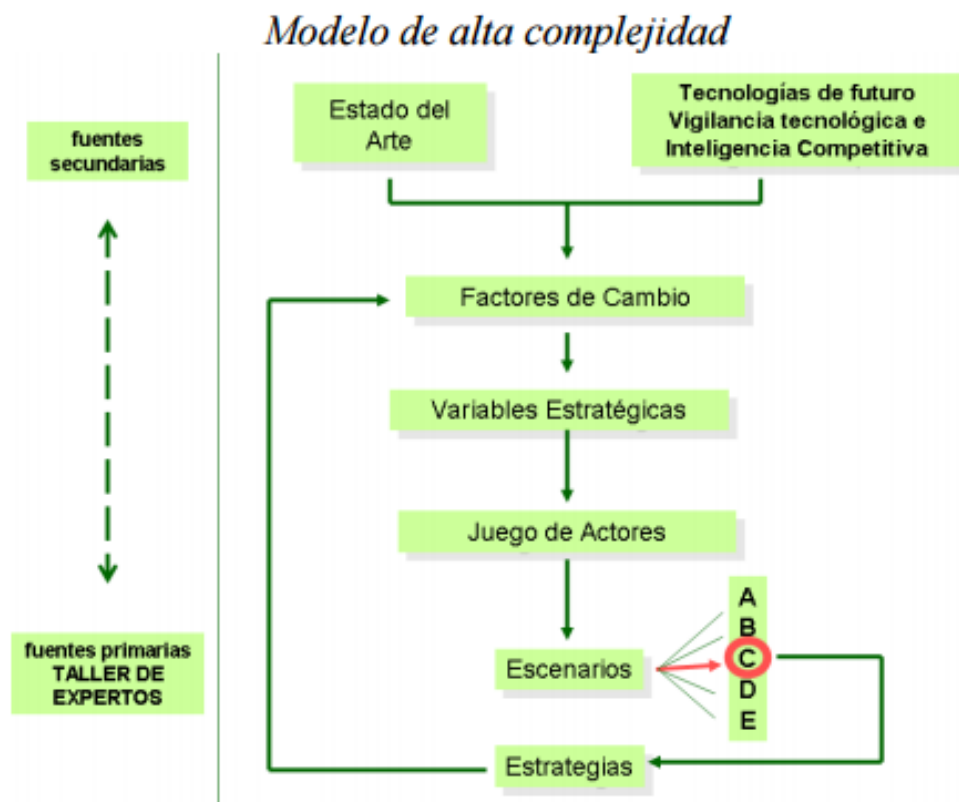 Modelo de alta complejidad
Estado del
Arte
Tecnologías de futuro
Vigilancia tecnológica e
Inteligencia Competitiva
fuentes
secundarias
Factores de Cambio
Variables Estratégicas
Juego de Actores
fuentes primarias
TALLER DE
EXPERTOS
Escenarios
A
B
C
D
E
Estrategias